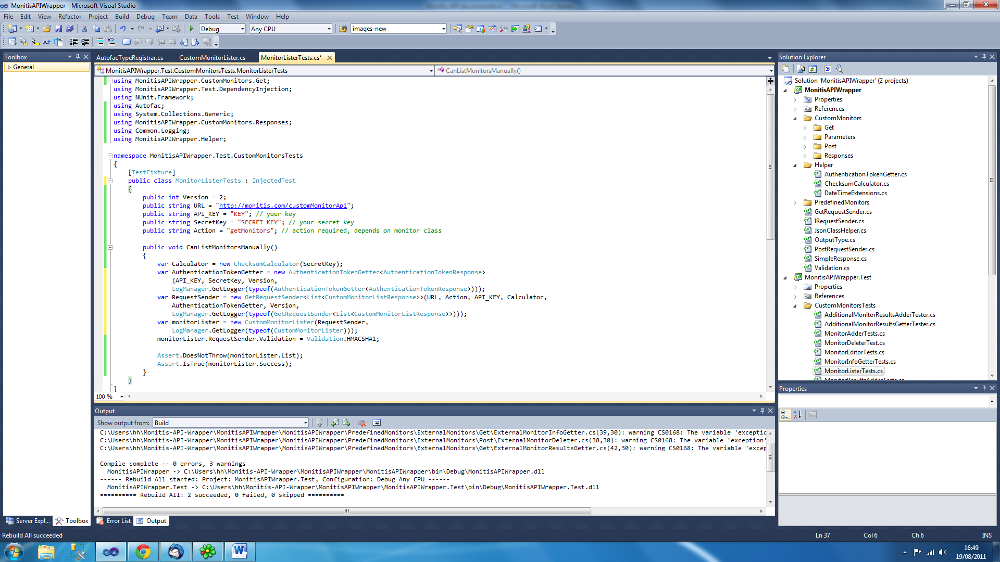 MonitisAPIWrapper - Microsoft Visual Studio
File Edit View Refactor Project Build Debug Team Data Tools Test Window Help
Debug Any CPU images-new
Toolbox
General
AutofacTypeRegistrar.cs CustomMonitorLister.cs MonitorListerTests.cs*
MonitisAPIWrapper.Test.CustomMonitorsTests.MonitorListerTests CanListMonitorsManually()
using MonitisAPIWrapper.CustomMonitors.Get;
using MonitisAPIWrapper.Test.DependencyInjection;
using NUnit.Framework;
using Autofac;
using System.Collections.Generic;
using MonitisAPIWrapper.CustomMonitors.Responses;
using Common.Logging;
using MonitisAPIWrapper.Helper;
namespace MonitisAPIWrapper.Test.CustomMonitorsTests
{
[TestFixture]
public class MonitorListerTests : InjectedTest
{
public int Version = 2;
public string URL = "http://monitis.com/customMonitorApi";
public string API_KEY = "KEY"; // your key
public string SecretKey = "SECRET KEY"; // your secret key
public string Action = "getMonitors"; // action required, depends on monitor class
public void CanListMonitorsManually()
{
var Calculator = new ChecksumCalculator(SecretKey);
var AuthenticationTokenGetter = new AuthenticationTokenGetter<AuthenticationTokenResponse>
(API_KEY, SecretKey, Version,
LogManager.GetLogger(typeof(AuthenticationTokenGetter<AuthenticationTokenResponse>)));
var RequestSender = new GetRequestSender<List<CustomMonitorListResponse>>(URL, Action, API_KEY, Calculator,
AuthenticationTokenGetter, Version,
LogManager.GetLogger(typeof(GetRequestSender<List<CustomMonitorListResponse>>)));
var monitorLister = new CustomMonitorLister(RequestSender,
LogManager.GetLogger(typeof(CustomMonitorLister)));
monitorLister.RequestSender.Validation = Validation.HMACSHA1;
Assert.DoesNotThrow(monitorLister.List);
Assert.IsTrue(monitorLister.Success);
}
}
}
100 %
Output
Show output from: Build
C:\Users\hh\Monitis-API-Wrapper\MonitisAPIWrapper\MonitisAPIWrapper\PredefinedMonitors\ExternalMonitors\Get\ExternalMonitorInfoGetter.cs(39,30): warning CS0168: The variable 'exceptic
C:\Users\hh\Monitis-API-Wrapper\MonitisAPIWrapper\MonitisAPIWrapper\PredefinedMonitors\ExternalMonitors\Post\ExternalMonitorDeleter.cs(38,30): warning CS0168: The variable 'exception'
C:\Users\hh\Monitis-API-Wrapper\MonitisAPIWrapper\MonitisAPIWrapper\PredefinedMonitors\ExternalMonitors\Get\ExternalMonitorResultsGetter.cs(42,30): warning CS0168: The variable 'excep
Compile complete -- 0 errors, 3 warnings
MonitisAPIWrapper -> C:\Users\hh\Monitis-API-Wrapper\MonitisAPIWrapper\MonitisAPIWrapper\bin\Debug\MonitisAPIWrapper.dll
------ Rebuild All started: Project: MonitisAPIWrapper.Test, Configuration: Debug Any CPU ------
MonitisAPIWrapper.Test -> C:\Users\hh\Monitis-API-Wrapper\MonitisAPIWrapper\MonitisAPIWrapper.Test\bin\Debug\MonitisAPIWrapper.Test.dll
========== Rebuild All: 2 succeeded, 0 failed, 0 skipped ==========
Server Expl... Toolbox Error List Output
Solution Explorer
Solution 'MonitisAPIWrapper' (2 projects)
MonitisAPIWrapper
Properties
References
CustomMonitors
Get
Parameters
Post
Responses
Helper
AuthenticationTokenGetter.cs
ChecksumCalculator.cs
DateTimeExtensions.cs
PredefinedMonitors
GetRequestSender.cs
IRequestSender.cs
JsonClassHelper.cs
OutputType.cs
PostRequestSender.cs
SimpleResponse.cs
Validation.cs
MonitisAPIWrapper.Test
Properties
References
CustomMonitorsTests
AdditionalMonitorResultsAdderTester.cs
AdditionalMonitorResultsGetterTester.cs
MonitorAdderTests.cs
MonitorDeleterTest.cs
MonitorEditorTests.cs
MonitorInfoGetterTests.cs
MonitorListerTests.cs
Properties
Rebuild All succeeded Ln 37 Col 6 Ch 6 INS
16:49
19/08/2011